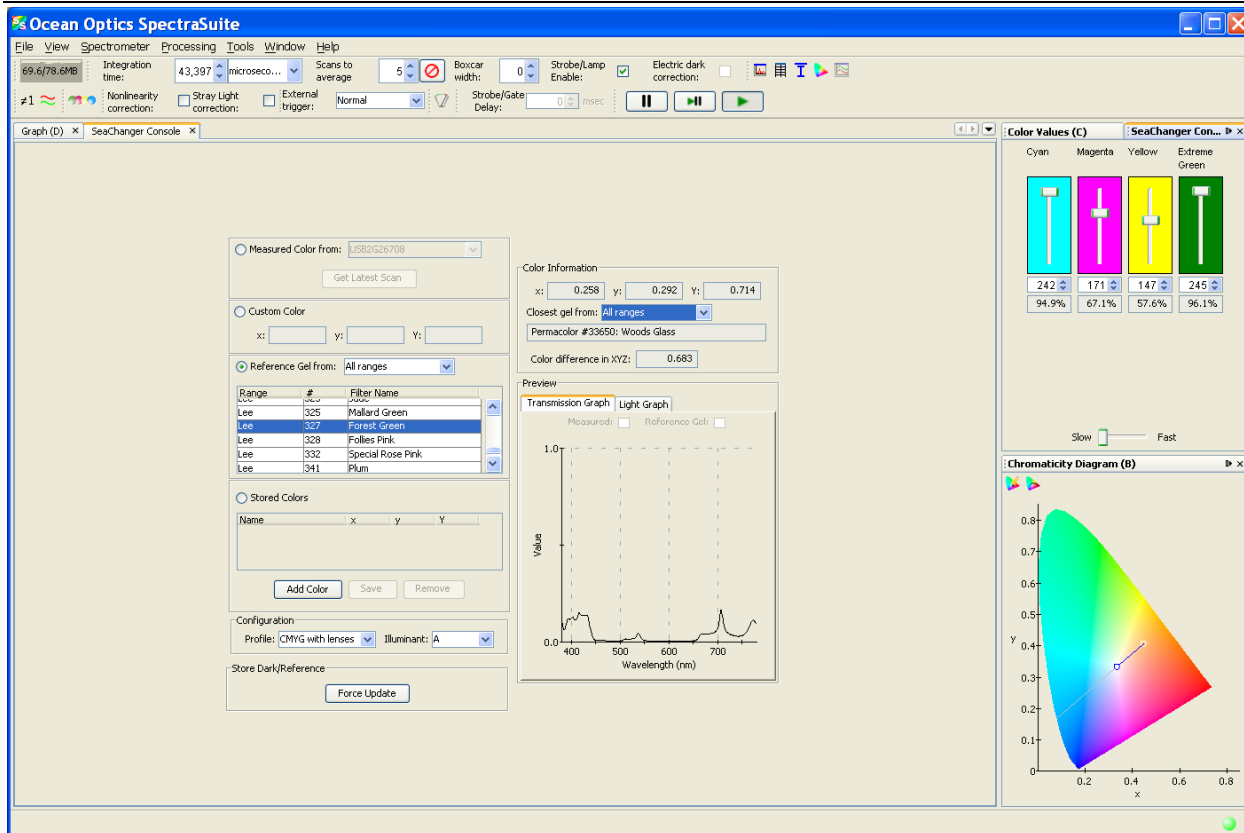 Ocean Optics SpectraSuite
File View Spectrometer Processing Tools Window Help
69.6/78.6MB Integration time: 43,397 microseco... Scans to average 5 Boxcar width: 0 Strobe/Lamp Enable: Electric dark correction:
≠1 Nonlinearity correction: Stray Light correction: External trigger: Normal Strobe/Gate Delay: 0 msec
Graph (D) SeaChanger Console
Measured Color from: USB2G26708
Get Latest Scan
Custom Color
x: y: Y:
Reference Gel from: All ranges
Range # Filter Name
Lee 325 Mallard Green
Lee 327 Forest Green
Lee 328 Follies Pink
Lee 332 Special Rose Pink
Lee 341 Plum
Stored Colors
Name x y Y
Add Color Save Remove
Configuration
Profile: CMYG with lenses Illuminant: A
Store Dark/Reference
Force Update
Color Information
x: 0.258 y: 0.292 Y: 0.714
Closest gel from: All ranges
Permacolor #33650: Woods Glass
Color difference in XYZ: 0.683
Preview
Transmission Graph Light Graph
Measured: Reference Gel:
1.0
Value
0.0
400 500 600 700
Wavelength (nm)
Color Values (C) SeaChanger Con...
Cyan Magenta Yellow Extreme Green
242 171 147 245
94.9% 67.1% 57.6% 96.1%
Slow Fast
Chromaticity Diagram (B)
0.8
0.7
0.6
0.5
y 0.4
0.3
0.2
0.1
0
0.2 0.4 0.6 0.8
x